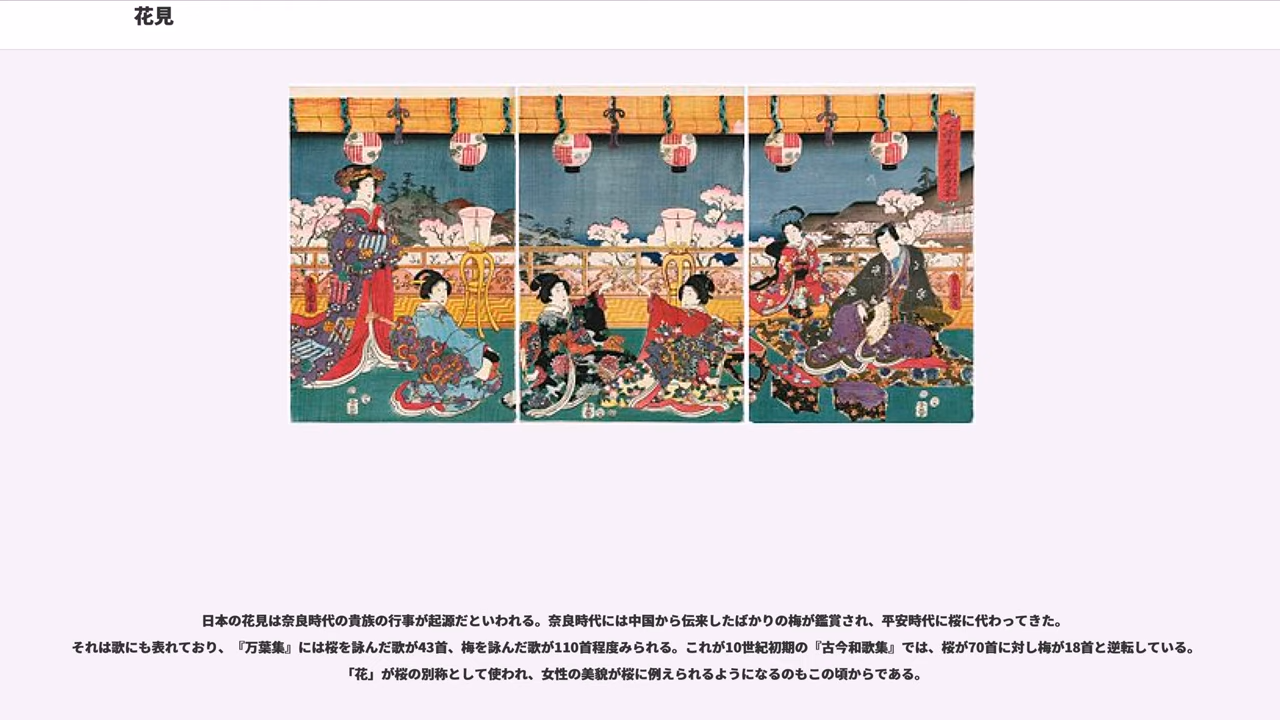 花見
日本の花見は奈良時代の貴族の行事が起源だといわれる。奈良時代には中国から伝来したばかりの梅が鑑賞され、平安時代に桜に代わってきた。
それは歌にも表れており、『万葉集』には桜を詠んだ歌が43首、梅を詠んだ歌が110首程度みられる。これが10世紀初期の『古今和歌集』では、桜が70首に対し梅が18首と逆転している。
「花」が桜の別称として使われ、女性の美貌が桜に例えられるようになるのもこの頃からである。